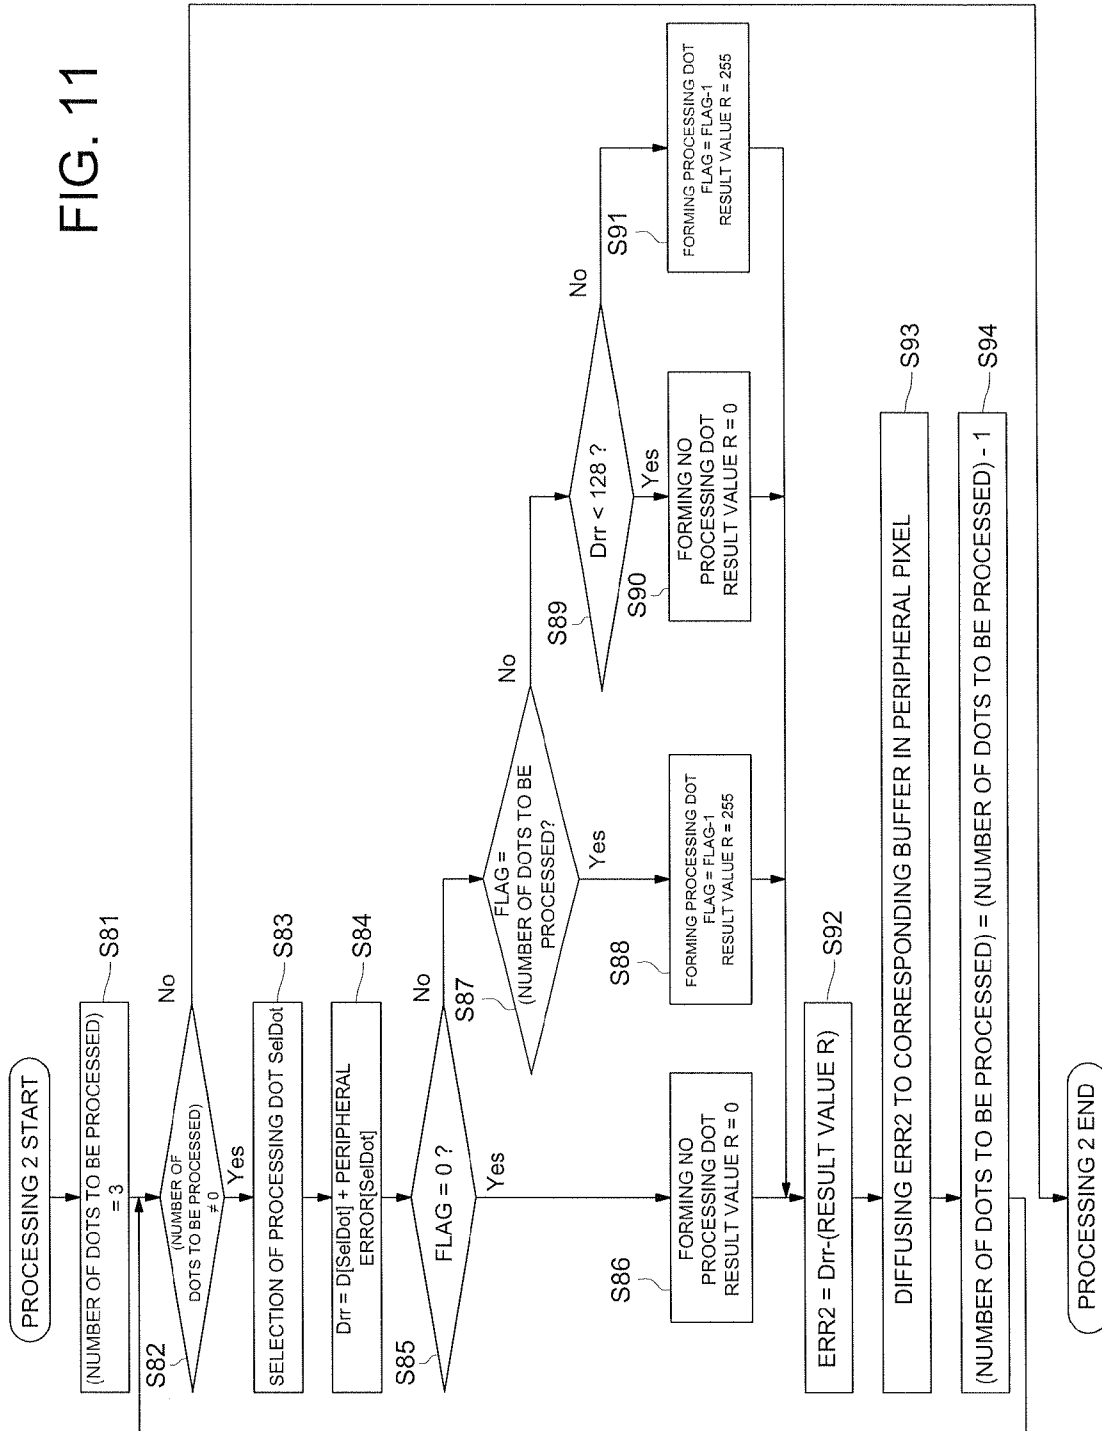 FIG. 11
PROCESSING 2 START
(NUMBER OF DOTS TO BE PROCESSED)
= 3
S81
(NUMBER OF
DOTS TO BE PROCESSED)
≠ 0
S82
No
Yes
SELECTION OF PROCESSING DOT SelDot
S83
Drr = D[SelDot] + PERIPHERAL
ERROR[SelDot]
S84
FLAG = 0 ?
S85
No
Yes
FORMING NO
PROCESSING DOT
RESULT VALUE R = 0
S86
FLAG =
(NUMBER OF DOTS TO BE
PROCESSED?
S87
No
Yes
FORMING PROCESSING DOT
FLAG = FLAG-1
RESULT VALUE R = 255
S88
Drr < 128 ?
S89
No
Yes
FORMING NO
PROCESSING DOT
RESULT VALUE R = 0
S90
FORMING PROCESSING DOT
FLAG = FLAG-1
RESULT VALUE R = 255
S91
ERR2 = Drr-(RESULT VALUE R)
S92
DIFFUSING ERR2 TO CORRESPONDING BUFFER IN PERIPHERAL PIXEL
S93
(NUMBER OF DOTS TO BE PROCESSED) = (NUMBER OF DOTS TO BE PROCESSED) - 1
S94
PROCESSING 2 END